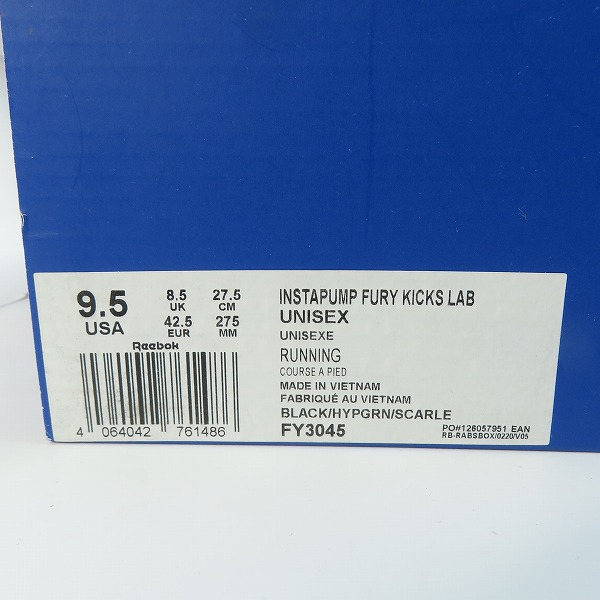 9.5
USA
8.5 27.5
UK CM
42.5 275
EUR MM
Reebok
4 064042 761486
INSTAPUMP FURY KICKS LAB
UNISEX
UNISEXE
RUNNING
COURSE A PIED
MADE IN VIETNAM
FABRIQUÉ AU VIETNAM
BLACK/HYPGRN/SCARLE
FY3045
PO#126057951 EAN
RB-RABSBOX/0220/V05